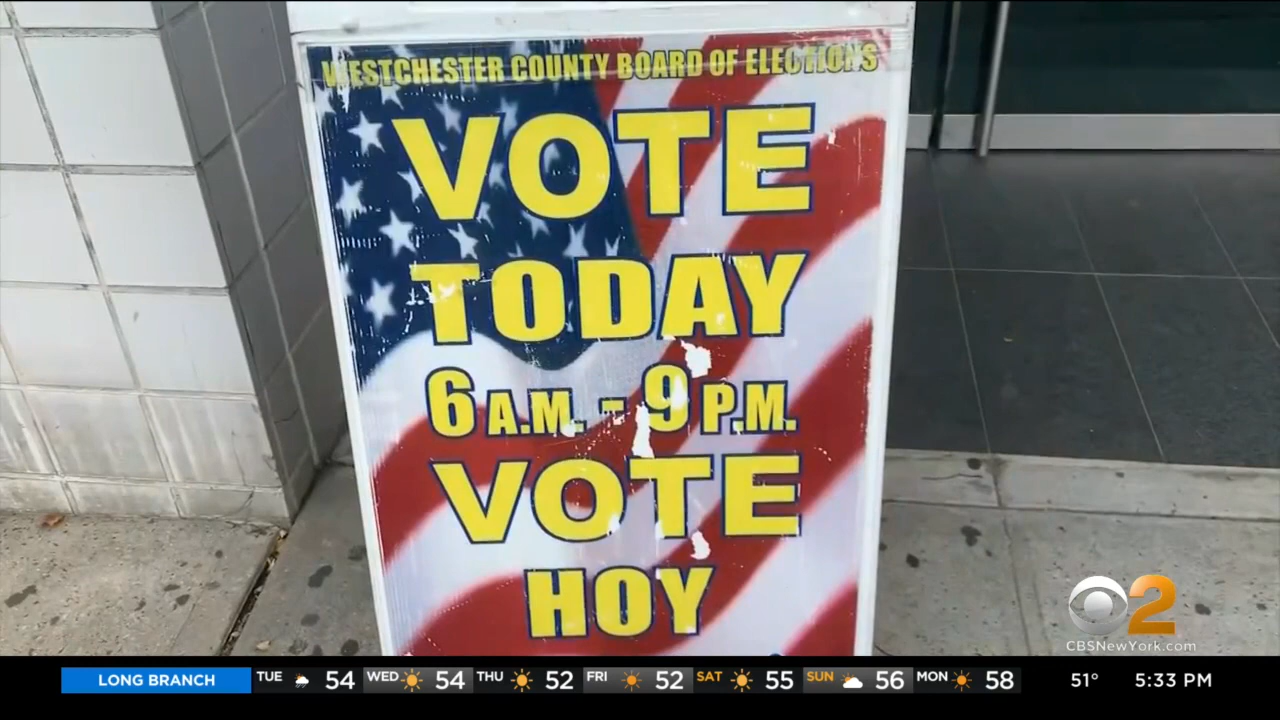 WESTCHESTER COUNTY BOARD OF ELECTIONS
VOTE
TODAY
6 A.M. - 9 P.M.
VOTE
HOY
2
CBSNewYork.com
LONG BRANCH TUE 54 WED 54 THU 52 FRI 52 SAT 55 SUN 56 MON 58 51° 5:33 PM